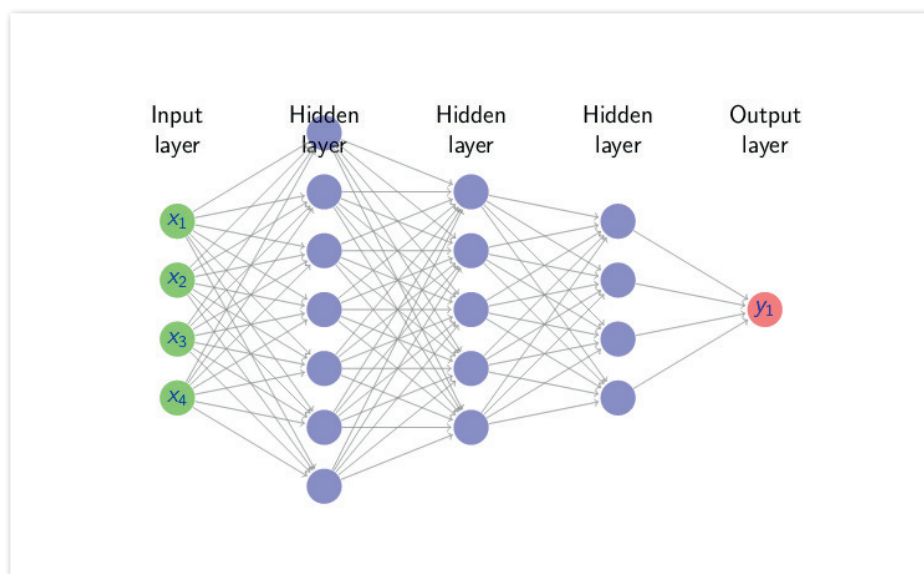 Input
layer
Hidden
layer
Hidden
layer
Hidden
layer
Output
layer
x1
x2
x3
x4
y1